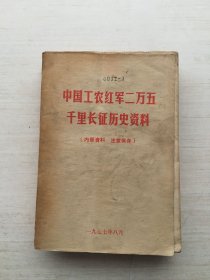 中国工农红军二万五
千里长征历史资料
（内部资料 注意保存）
一九七七年八月